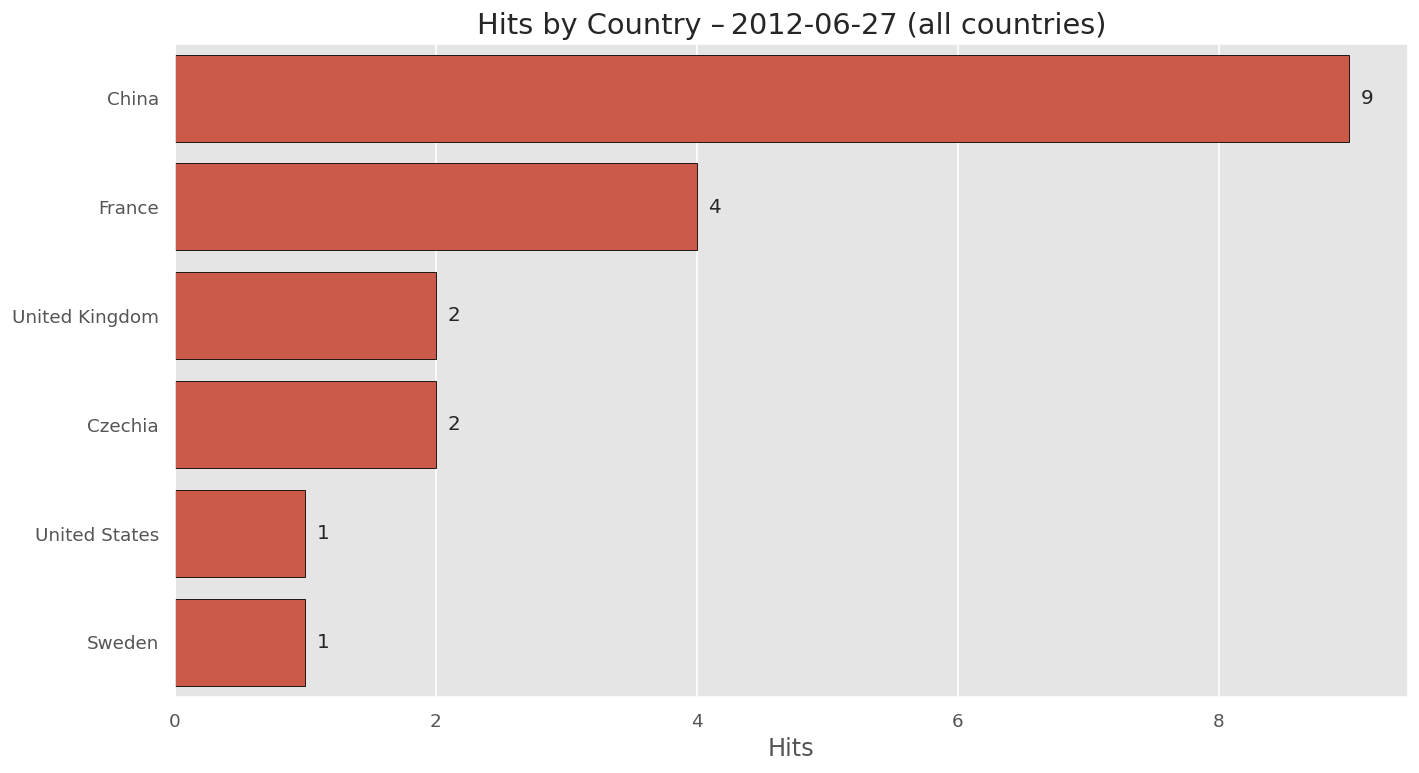 Hits by Country – 2012-06-27 (all countries)
China
9
France
4
United Kingdom
2
Czechia
2
United States
1
Sweden
1
0 2 4 6 8
Hits